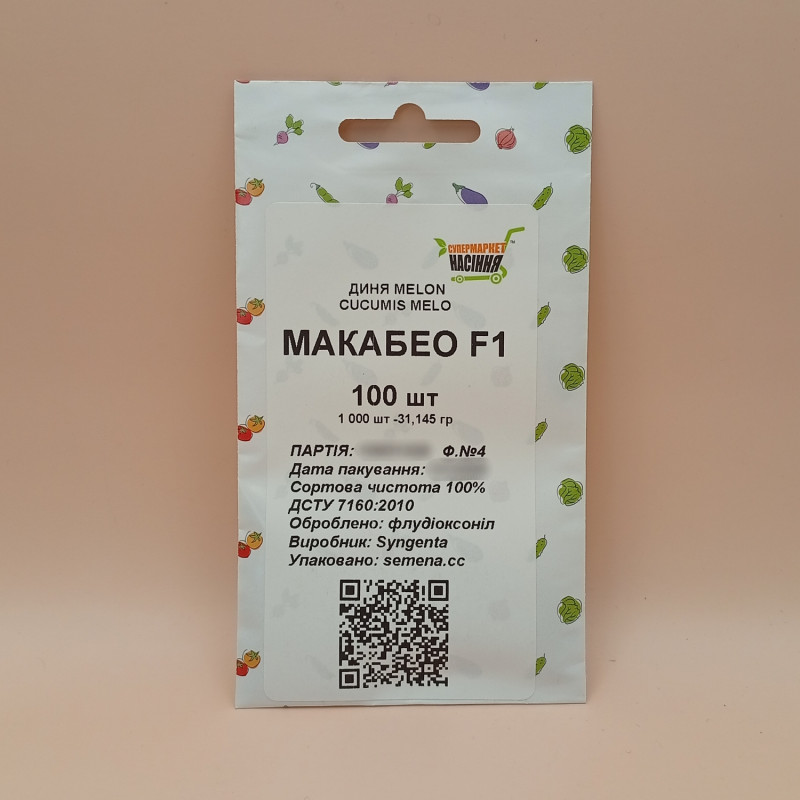 СУПЕРМАРКЕТ
НАСІННЯ™
ДИНЯ MELON
CUCUMIS MELO
МАКАБЕО F1
100 шт
1 000 шт -31,145 гр
ПАРТІЯ: Ф.№4
Дата пакування:
Сортова чистота 100%
ДСТУ 7160:2010
Оброблено: флудіоксоніл
Виробник: Syngenta
Упаковано: semena.cc